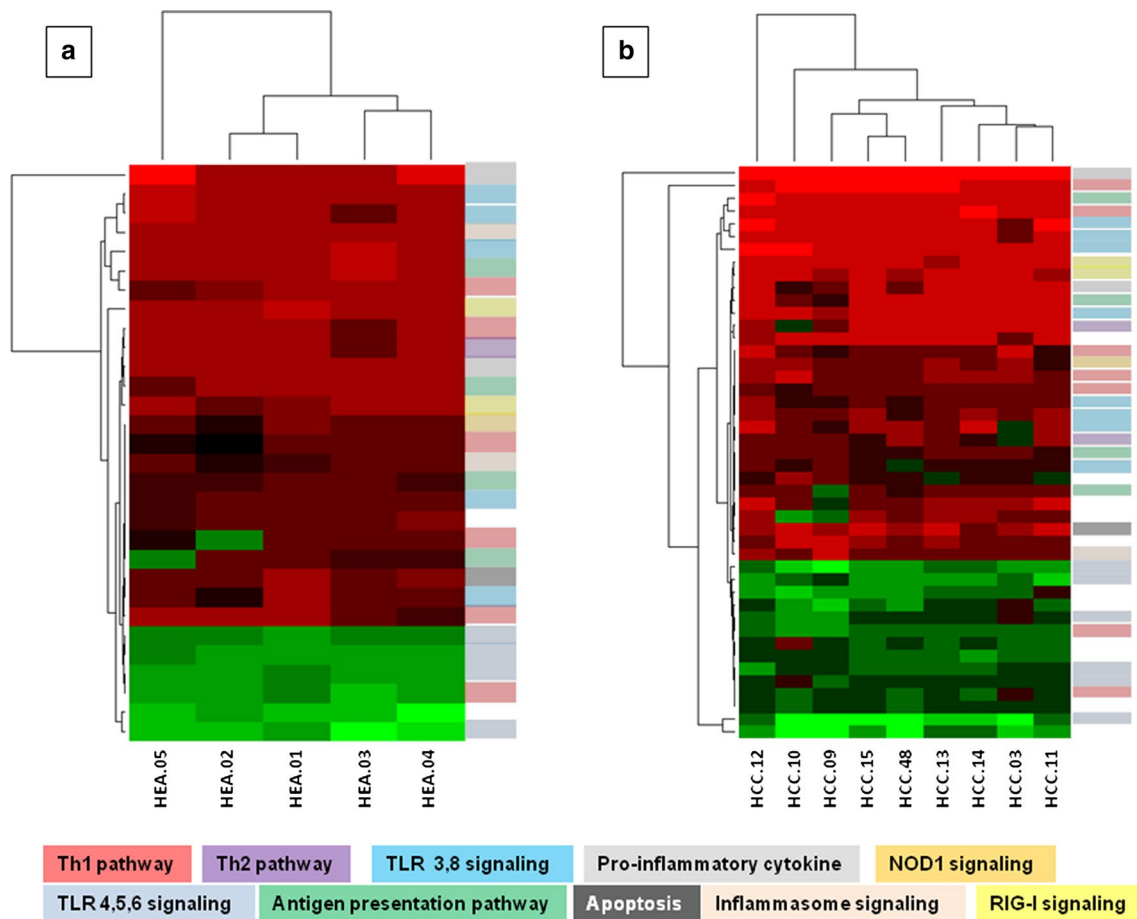 a
b
HEA.05
HEA.02
HEA.01
HEA.03
HEA.04
HCC.12
HCC.10
HCC.09
HCC.15
HCC.48
HCC.13
HCC.14
HCC.03
HCC.11
Th1 pathway
Th2 pathway
TLR 3,8 signaling
Pro-inflammatory cytokine
NOD1 signaling
TLR 4,5,6 signaling
Antigen presentation pathway
Apoptosis
Inflammasome signaling
RIG-I signaling